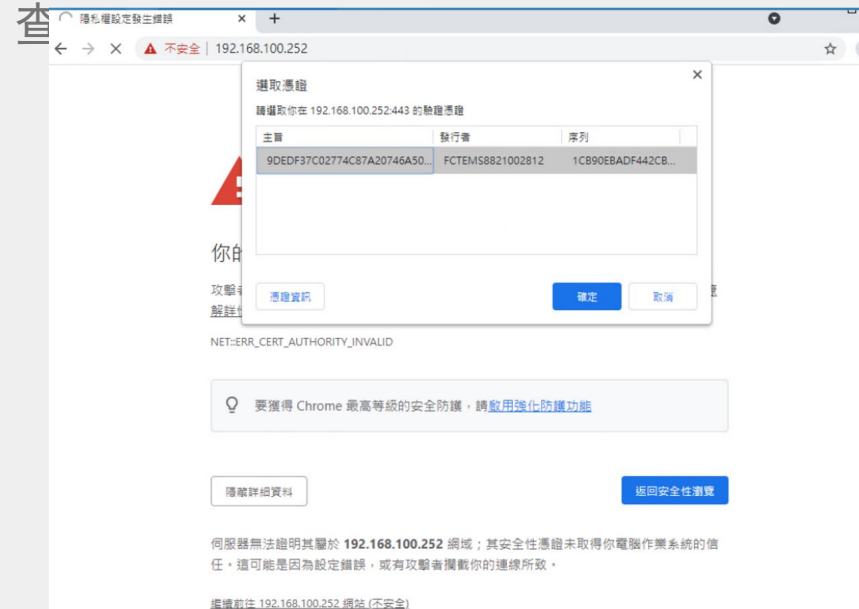 查
隱私權設定發生錯誤
不安全 | 192.168.100.252
選取憑證
請選取你在 192.168.100.252:443 的驗證憑證
主旨 發行者 序列
9DEDF37C02774C87A20746A50... FCTEMS8821002812 1CB90EBADF442CB...
你的
憑證資訊 確定 取消
攻擊者
解詳情
NET::ERR_CERT_AUTHORITY_INVALID
要獲得 Chrome 最高等級的安全防護，請啟用強化防護功能
隱藏詳細資料 返回安全性瀏覽
伺服器無法證明其屬於 192.168.100.252 網域；其安全性憑證未取得你電腦作業系統的信
任。這可能是因為設定錯誤，或有攻擊者攔截你的連線所致。
繼續前往 192.168.100.252 網站 (不安全)